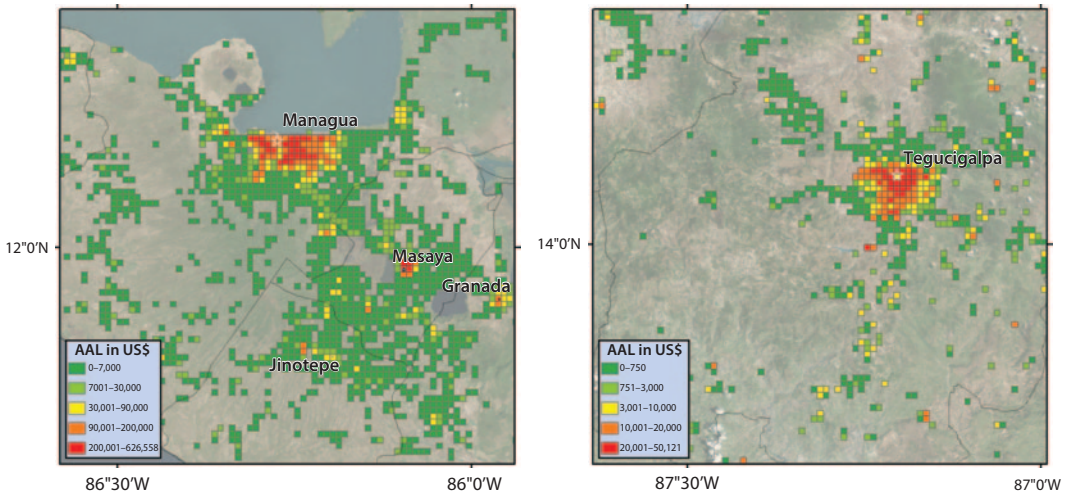 Managua
Masaya
Granada
Jinotepe
12°0′N
AAL in US$
0–7,000
7001–30,000
30,001–90,000
90,001–200,000
200,001–626,558
86°30′W
86°0′W
Tegucigalpa
14°0′N
AAL in US$
0–750
751–3,000
3,001–10,000
10,001–20,000
20,001–50,121
87°30′W
87°0′W